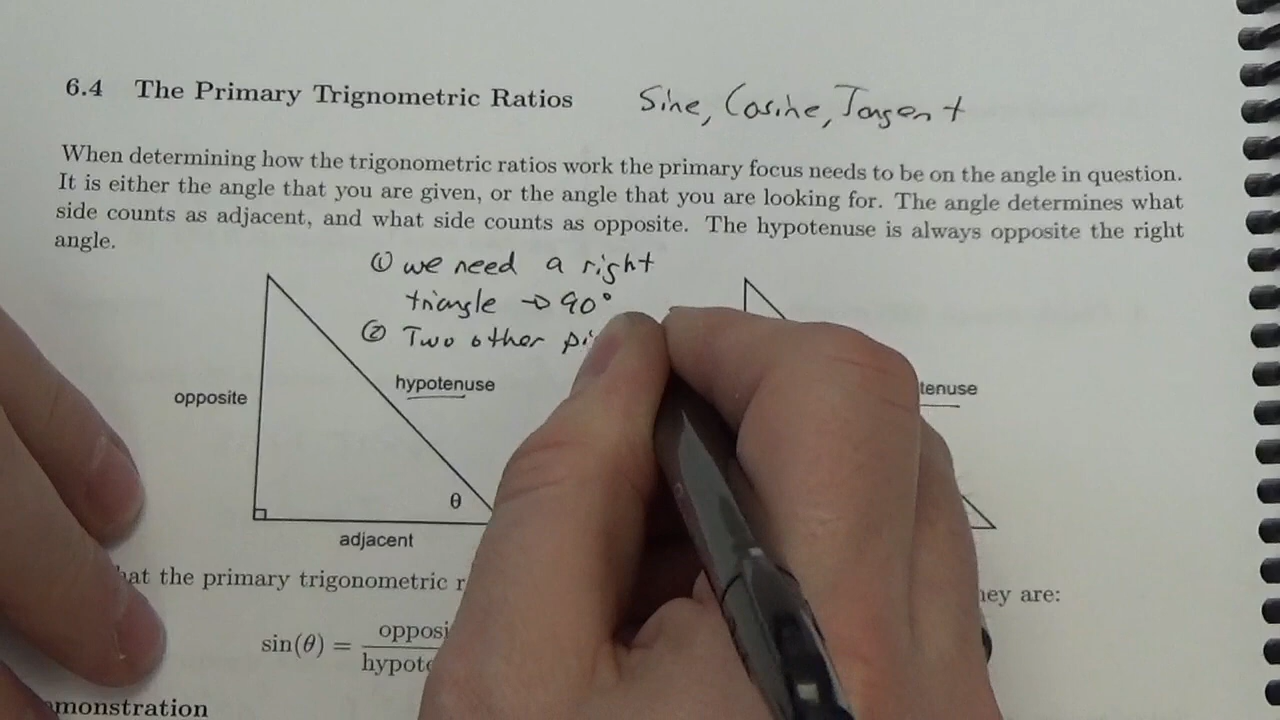 6.4 The Primary Trignometric Ratios Sine, Cosine, Tangent
When determining how the trigonometric ratios work the primary focus needs to be on the angle in question.
It is either the angle that you are given, or the angle that you are looking for. The angle determines what
side counts as adjacent, and what side counts as opposite. The hypotenuse is always opposite the right
angle.
① we need a right
triangle → 90°
② Two other
hypotenuse
opposite
θ
adjacent
the primary trigonometric
are:
sin(θ) =